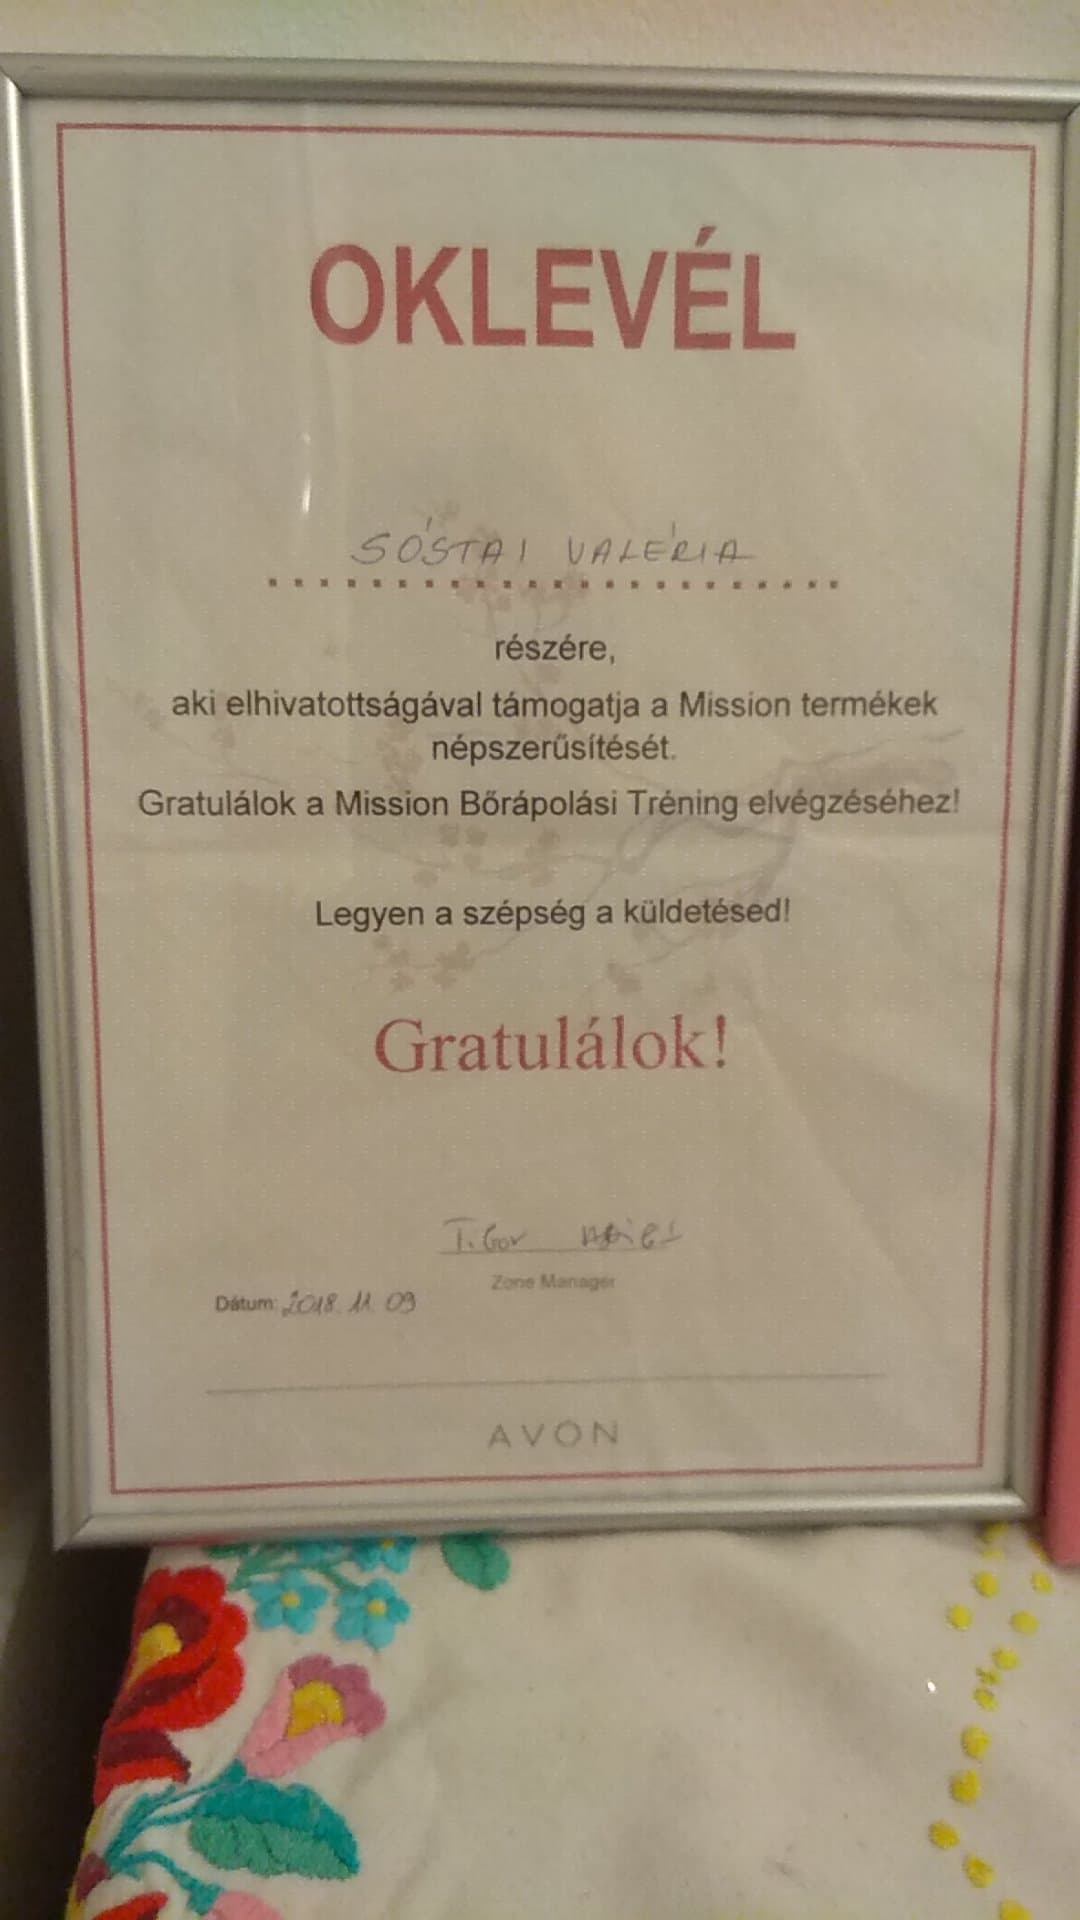 OKLEVÉL
SÓSTAI VALÉRIA
részére,
aki elhivatottságával támogatja a Mission termékek
népszerűsítését.
Gratulálok a Mission Bőrápolási Tréning elvégzéséhez!
Legyen a szépség a küldetésed!
Gratulálok!
T. Gor
Zone Manager
Dátum: 2018. 11. 09
AVON